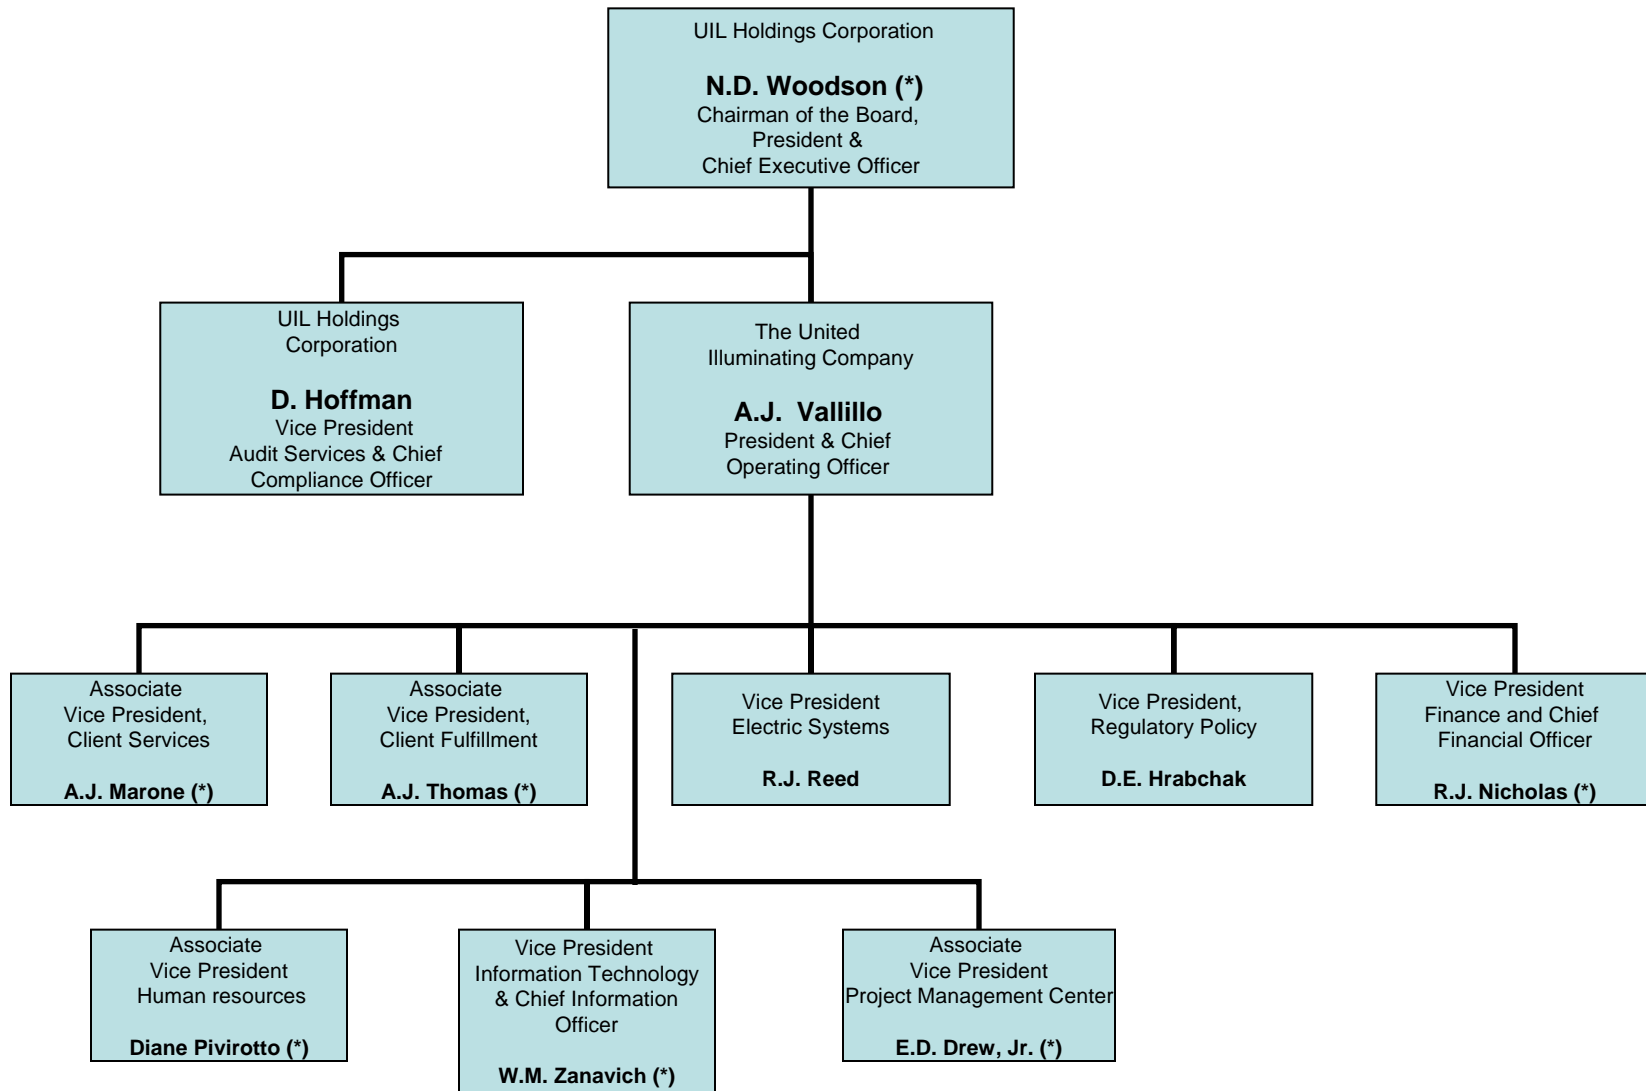 UIL Holdings Corporation
N.D. Woodson (*)
Chairman of the Board,
President &
Chief Executive Officer
UIL Holdings
Corporation
D. Hoffman
Vice President
Audit Services & Chief
Compliance Officer
The United
Illuminating Company
A.J. Vallillo
President & Chief
Operating Officer
Associate
Vice President,
Client Services
A.J. Marone (*)
Associate
Vice President,
Client Fulfillment
A.J. Thomas (*)
Vice President
Electric Systems
R.J. Reed
Vice President,
Regulatory Policy
D.E. Hrabchak
Vice President
Finance and Chief
Financial Officer
R.J. Nicholas (*)
Associate
Vice President
Human resources
Diane Pivirotto (*)
Vice President
Information Technology
& Chief Information
Officer
W.M. Zanavich (*)
Associate
Vice President
Project Management Center
E.D. Drew, Jr. (*)